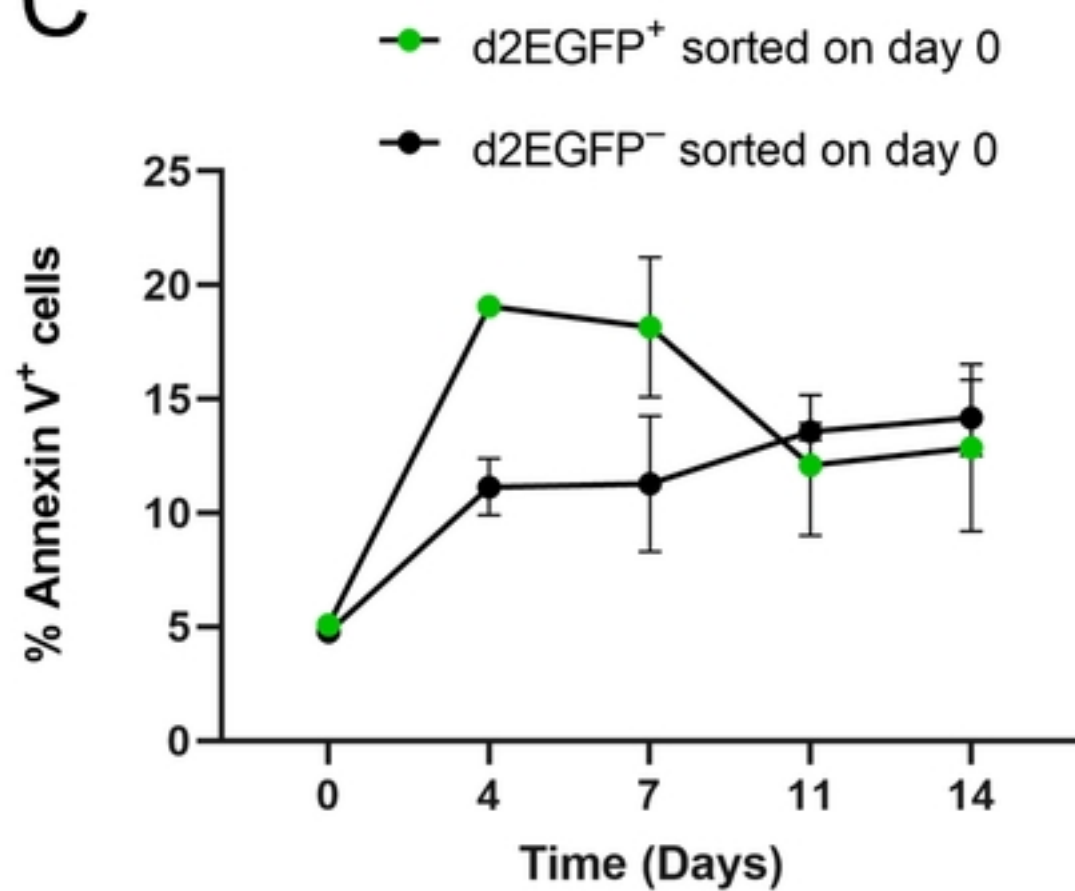 C
d2EGFP⁺ sorted on day 0
d2EGFP⁻ sorted on day 0
% Annexin V⁺ cells
25
20
15
10
5
0
0 4 7 11 14
Time (Days)